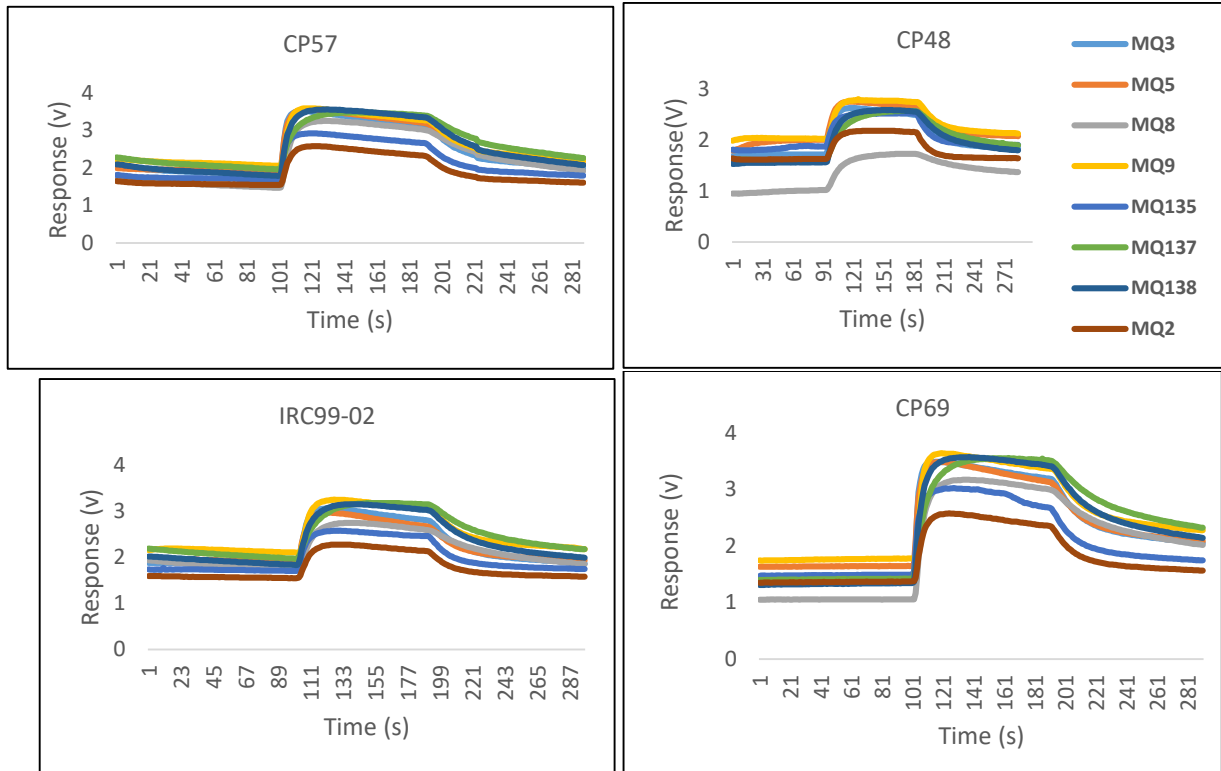 CP57
Response (v)
4
3
2
1
0
1 21 41 61 81 101 121 141 161 181 201 221 241 261 281
Time (s)
CP48
Response(V)
3
2
1
0
1 31 61 91 121 151 181 211 241 271
Time (s)
MQ3
MQ5
MQ8
MQ9
MQ135
MQ137
MQ138
MQ2
IRC99-02
Response (v)
4
3
2
1
0
1 23 45 67 89 111 133 155 177 199 221 243 265 287
Time (s)
CP69
Response (v)
4
3
2
1
0
1 21 41 61 81 101 121 141 161 181 201 221 241 261 281
Time (s)